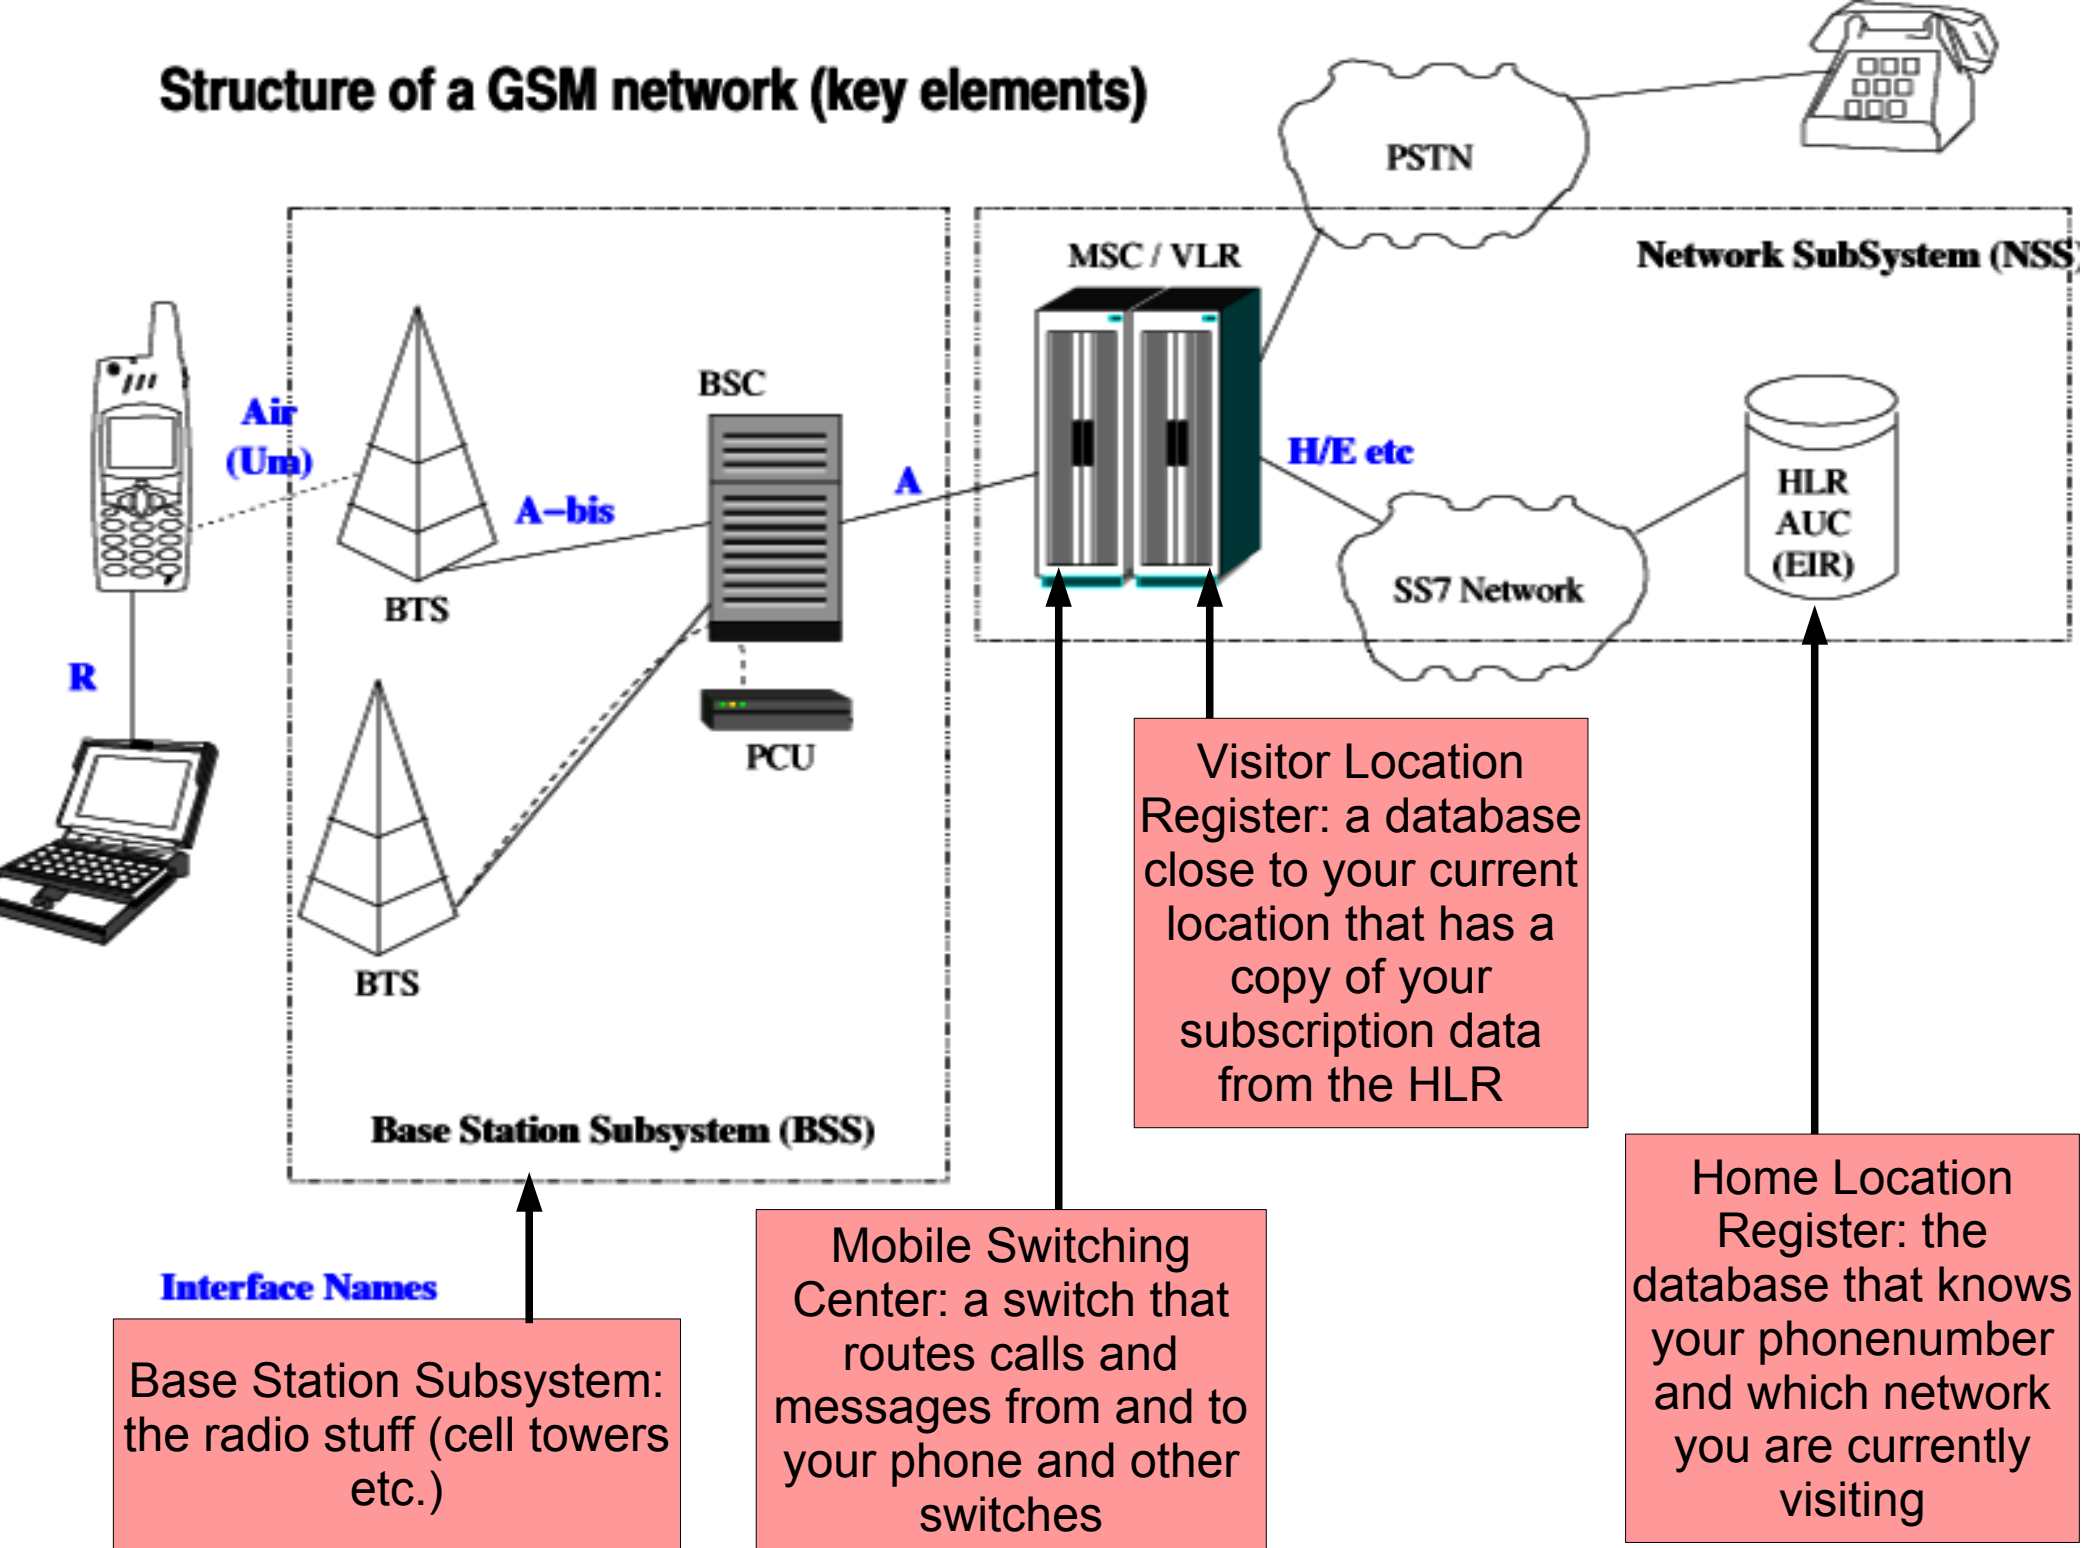 Structure of a GSM network (key elements)
PSTN
MSC / VLR
Network SubSystem (NSS)
BSC
Air
(Um)
H/E etc
A
A-bis
HLR
AUC
(EIR)
SS7 Network
BTS
R
PCU
BTS
Visitor Location
Register: a database
close to your current
location that has a
copy of your
subscription data
from the HLR
Base Station Subsystem (BSS)
Home Location
Register: the
database that knows
your phonenumber
and which network
you are currently
visiting
Mobile Switching
Center: a switch that
routes calls and
messages from and to
your phone and other
switches
Interface Names
Base Station Subsystem:
the radio stuff (cell towers
etc.)